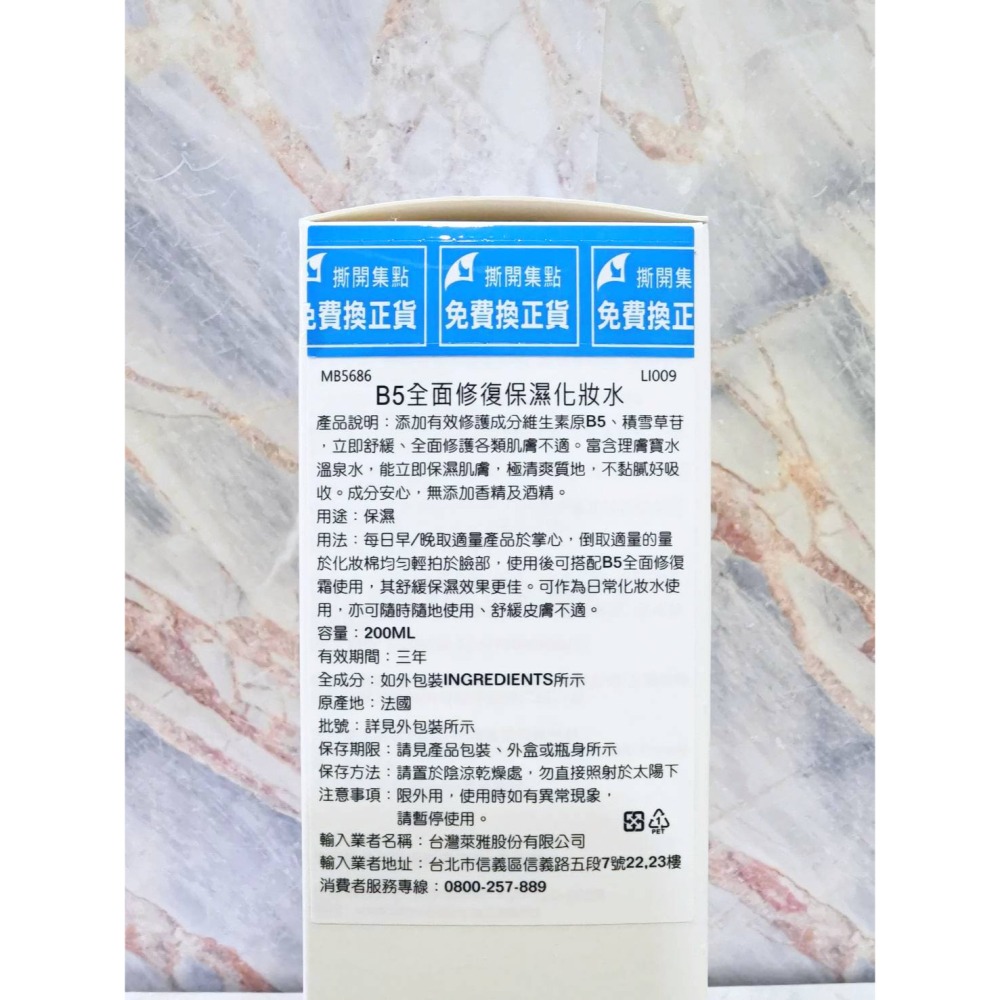 撕開集點 撕開集點 撕開集
免費換正貨 免費換正貨 免費換正
MB5686 LI009
B5全面修復保濕化妝水
產品說明：添加有效修護成分維生素原B5、積雪草苷
，立即舒緩、全面修護各類肌膚不適。富含理膚寶水
溫泉水，能立即保濕肌膚，極清爽質地，不黏膩好吸
收。成分安心，無添加香精及酒精。
用途：保濕
用法：每日早/晚取適量產品於掌心，倒取適量的量
於化妝棉均勻輕拍於臉部，使用後可搭配B5全面修復
霜使用，其舒緩保濕效果更佳。可作為日常化妝水使
用，亦可隨時隨地使用、舒緩皮膚不適。
容量：200ML
有效期間：三年
全成分：如外包裝INGREDIENTS所示
原產地：法國
批號：詳見外包裝所示
保存期限：請見產品包裝、外盒或瓶身所示
保存方法：請置於陰涼乾燥處，勿直接照射於太陽下
注意事項：限外用，使用時如有異常現象，
請暫停使用。
1
PET
輸入業者名稱：台灣萊雅股份有限公司
輸入業者地址：台北市信義區信義路五段7號22,23樓
消費者服務專線：0800-257-889